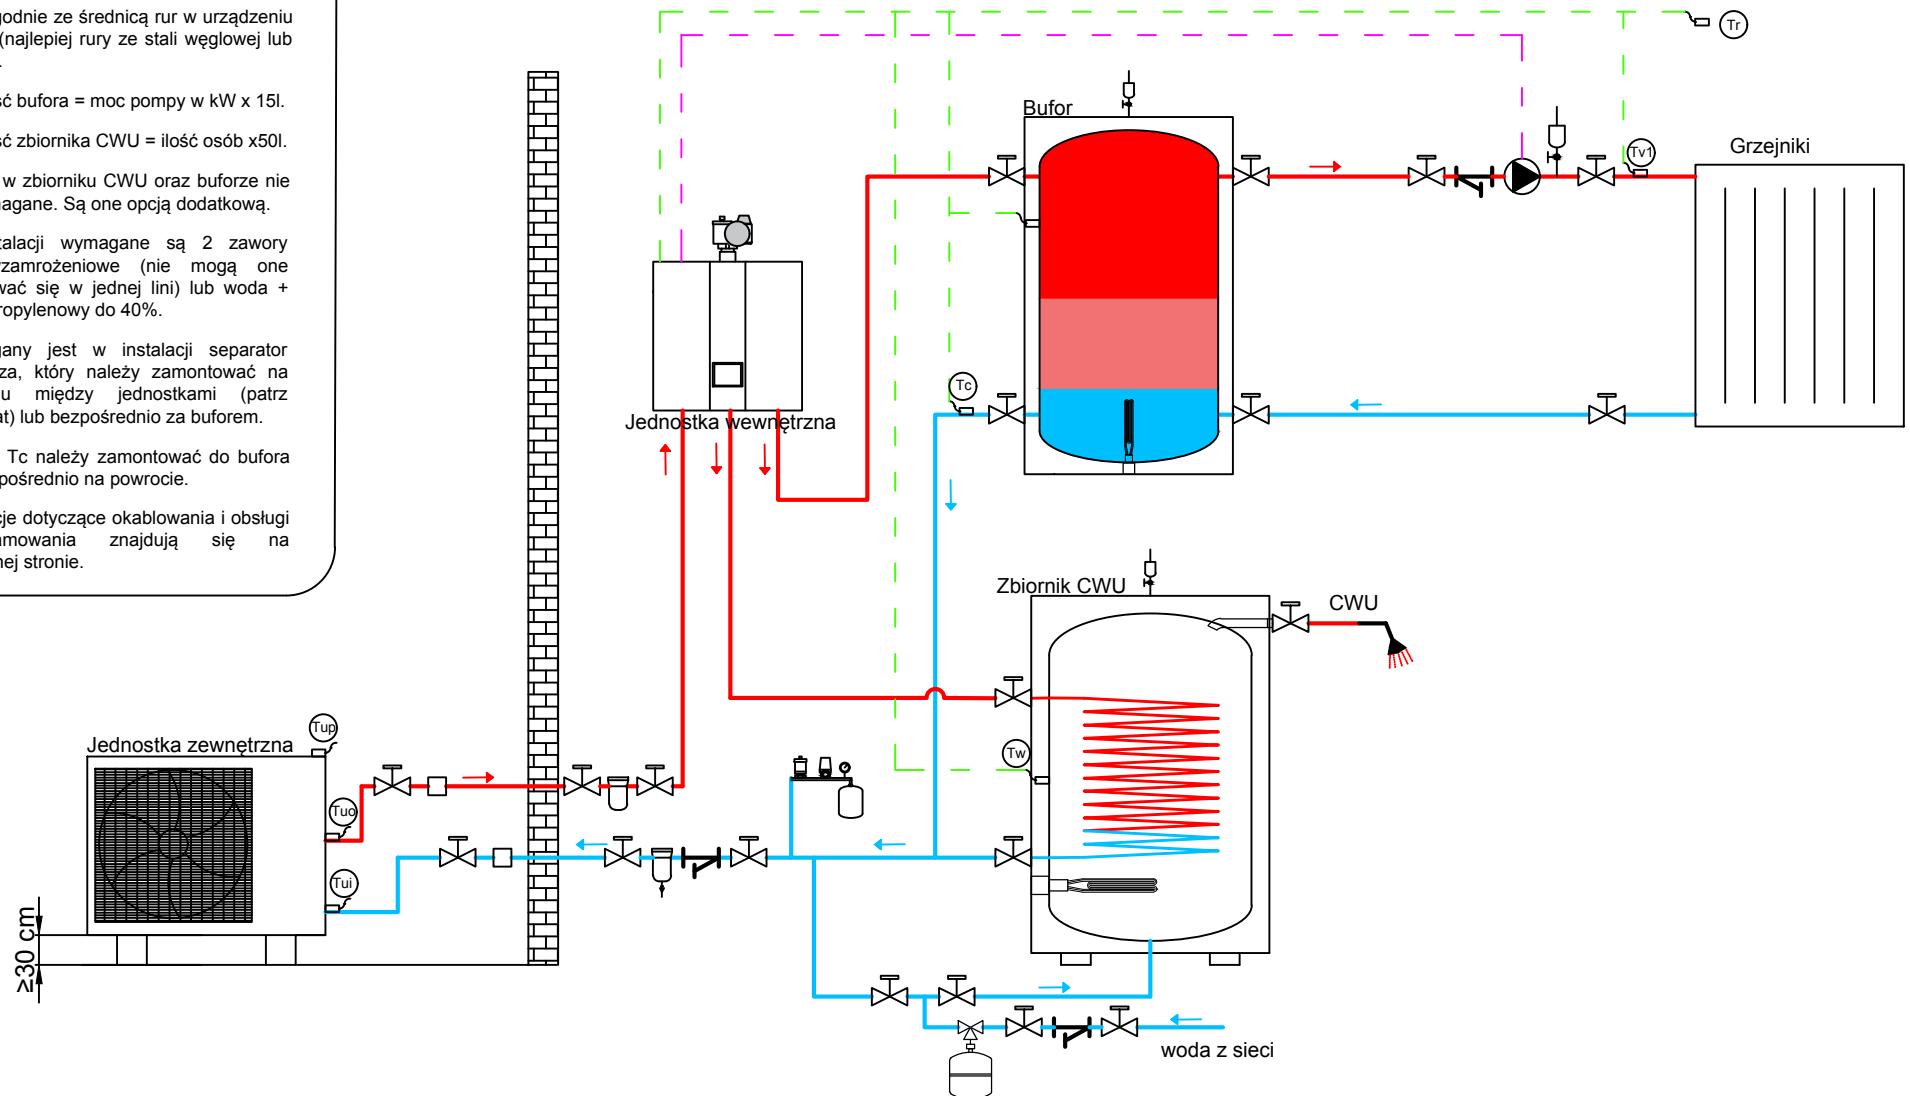 godnie ze średnicą rur w urządzeniu
(najlepiej rury ze stali węglowej lub
.
ść bufora = moc pompy w kW x 15l.
ść zbiornika CWU = ilość osób x50l.
w zbiorniku CWU oraz buforze nie
nagane. Są one opcją dodatkową.
talacji wymagane są 2 zawory
wzamrożeniowe (nie mogą one
wać się w jednej lini) lub woda +
ropylenowy do 40%.
gany jest w instalacji separator
za, który należy zamontować na
u między jednostkami (patrz
at) lub bezpośrednio za buforem.
Tc należy zamontować do bufora
pośrednio na powrocie.
cje dotyczące okablowania i obsługi
amowania znajdują się na
nej stronie.
Tr
Bufor
Tv1
Grzejniki
Tc
Jednostka wewnętrzna
Zbiornik CWU
CWU
Tup
Jednostka zewnętrzna
Tw
Tuo
Tui
≥30 cm
woda z sieci